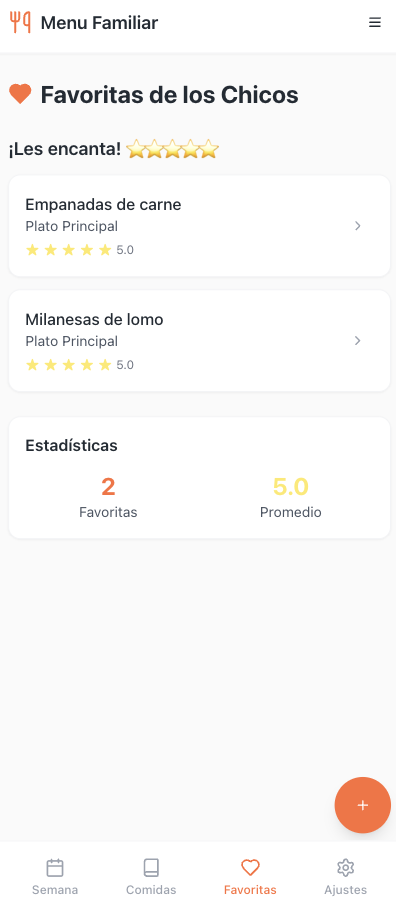 Menu Familiar
Favoritas de los Chicos
¡Les encanta! ⭐⭐⭐⭐⭐
Empanadas de carne
Plato Principal
5.0
Milanesas de lomo
Plato Principal
5.0
Estadísticas
2 5.0
Favoritas Promedio
Semana Comidas Favoritas Ajustes